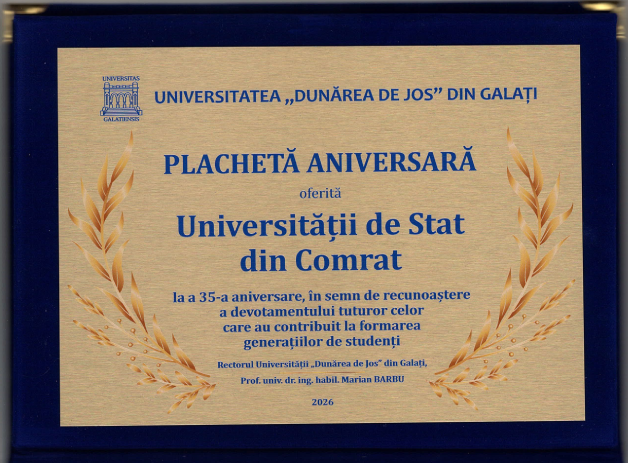 UNIVERSITAS
GALATIENSIS
UNIVERSITATEA „DUNĂREA DE JOS” DIN GALAȚI
PLACHETĂ ANIVERSARĂ
oferită
Universității de Stat
din Comrat
la a 35-a aniversare, în semn de recunoaștere
a devotamentului tuturor celor
care au contribuit la formarea
generațiilor de studenți
Rectorul Universității „Dunărea de Jos” din Galați,
Prof. univ. dr. ing. habil. Marian BARBU
2026